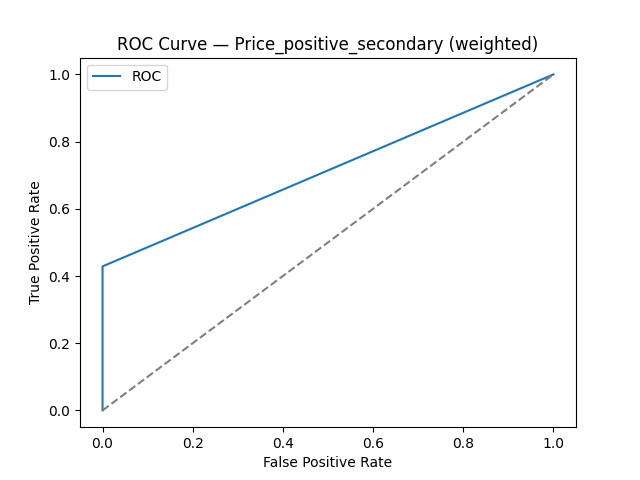 ROC Curve — Price_positive_secondary (weighted)
ROC
True Positive Rate
1.0
0.8
0.6
0.4
0.2
0.0
0.0 0.2 0.4 0.6 0.8 1.0
False Positive Rate